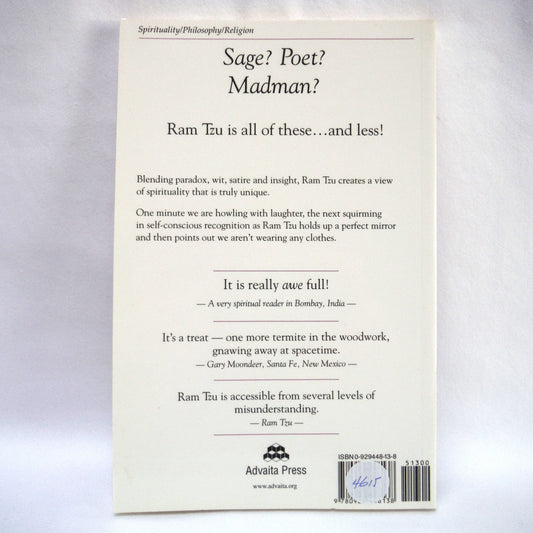 Spirituality/Philosophy/Religion
Sage? Poet?
Madman?
Ram Tzu is all of these...and less!
Blending paradox, wit, satire and insight, Ram Tzu creates a view
of spirituality that is truly unique.
One minute we are howling with laughter, the next squirming
in self-conscious recognition as Ram Tzu holds up a perfect mirror
and then points out we aren't wearing any clothes.
It is really awe full!
— A very spiritual reader in Bombay, India —
It's a treat — one more termite in the woodwork,
gnawing away at spacetime.
— Gary Moondeer, Santa Fe, New Mexico —
Ram Tzu is accessible from several levels of
misunderstanding.
— Ram Tzu —
Advaita Press
www.advaita.org
ISBN 0-929448-13-8
51300
4615